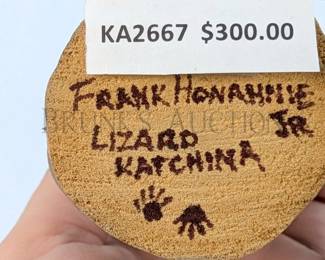 KA2667 $300.00
FRANK HONAHNIE JR
LIZARD
KATCHINA